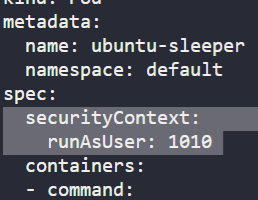 kind: Pod
metadata:
  name: ubuntu-sleeper
  namespace: default
spec:
  securityContext:
    runAsUser: 1010
  containers:
  - command: